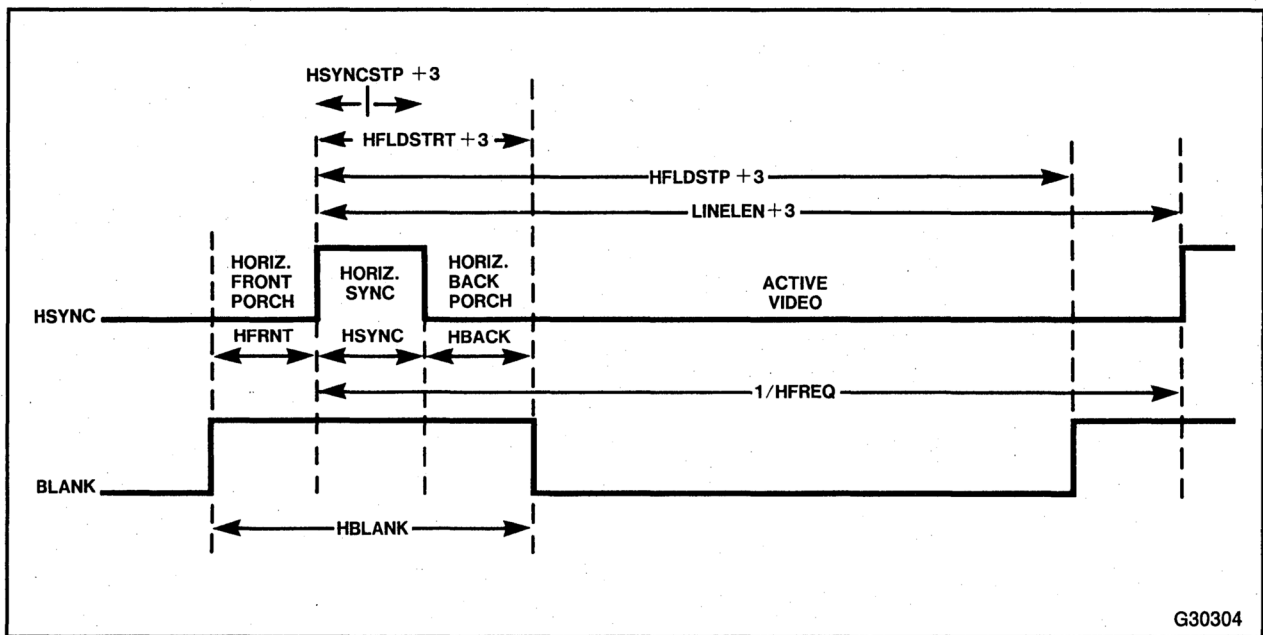 HSYNCSTP +3
HFLDSTRT +3
HFLDSTP +3
LINELEN+3
HORIZ.
FRONT
PORCH
HORIZ.
SYNC
HORIZ.
BACK
PORCH
ACTIVE
VIDEO
HSYNC
HFRNT
HSYNC
HBACK
1/HFREQ
BLANK
HBLANK
G30304